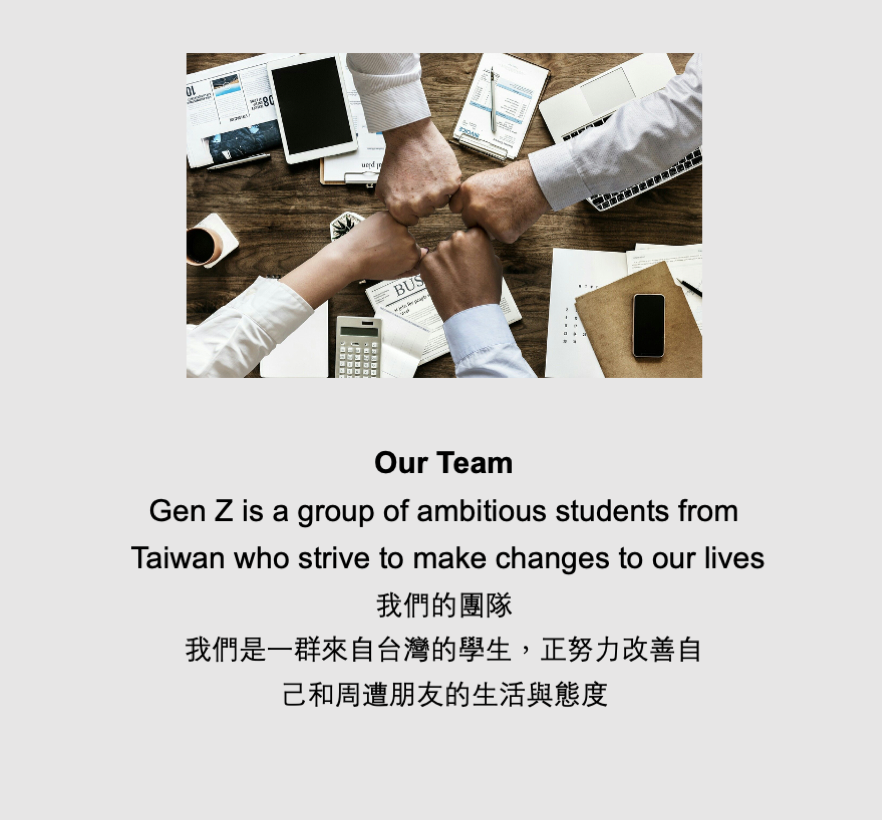 BUS
Our Team
Gen Z is a group of ambitious students from
Taiwan who strive to make changes to our lives
我們的團隊
我們是一群來自台灣的學生，正努力改善自
己和周遭朋友的生活與態度